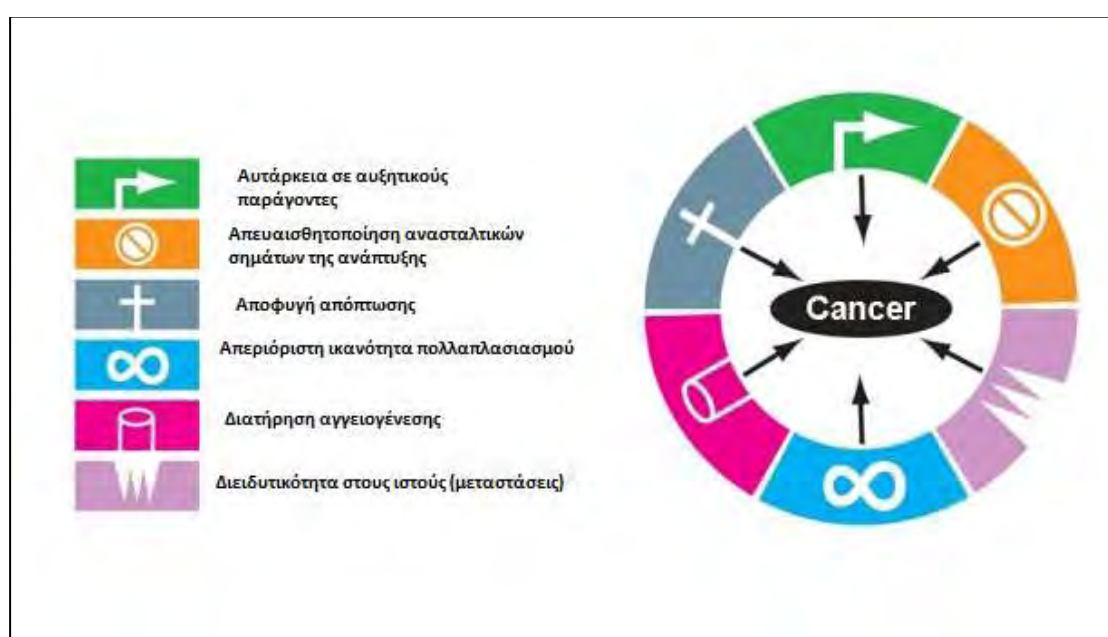 Αυτάρκεια σε αυξητικούς
παράγοντες
Απευαισθητοποίηση ανασταλτικών
σημάτων της ανάπτυξης
Αποφυγή απόπτωσης
Απεριόριστη ικανότητα πολλαπλασιασμού
Διατήρηση αγγειογένεσης
Διειδυτικότητα στους ιστούς (μεταστάσεις)
Cancer